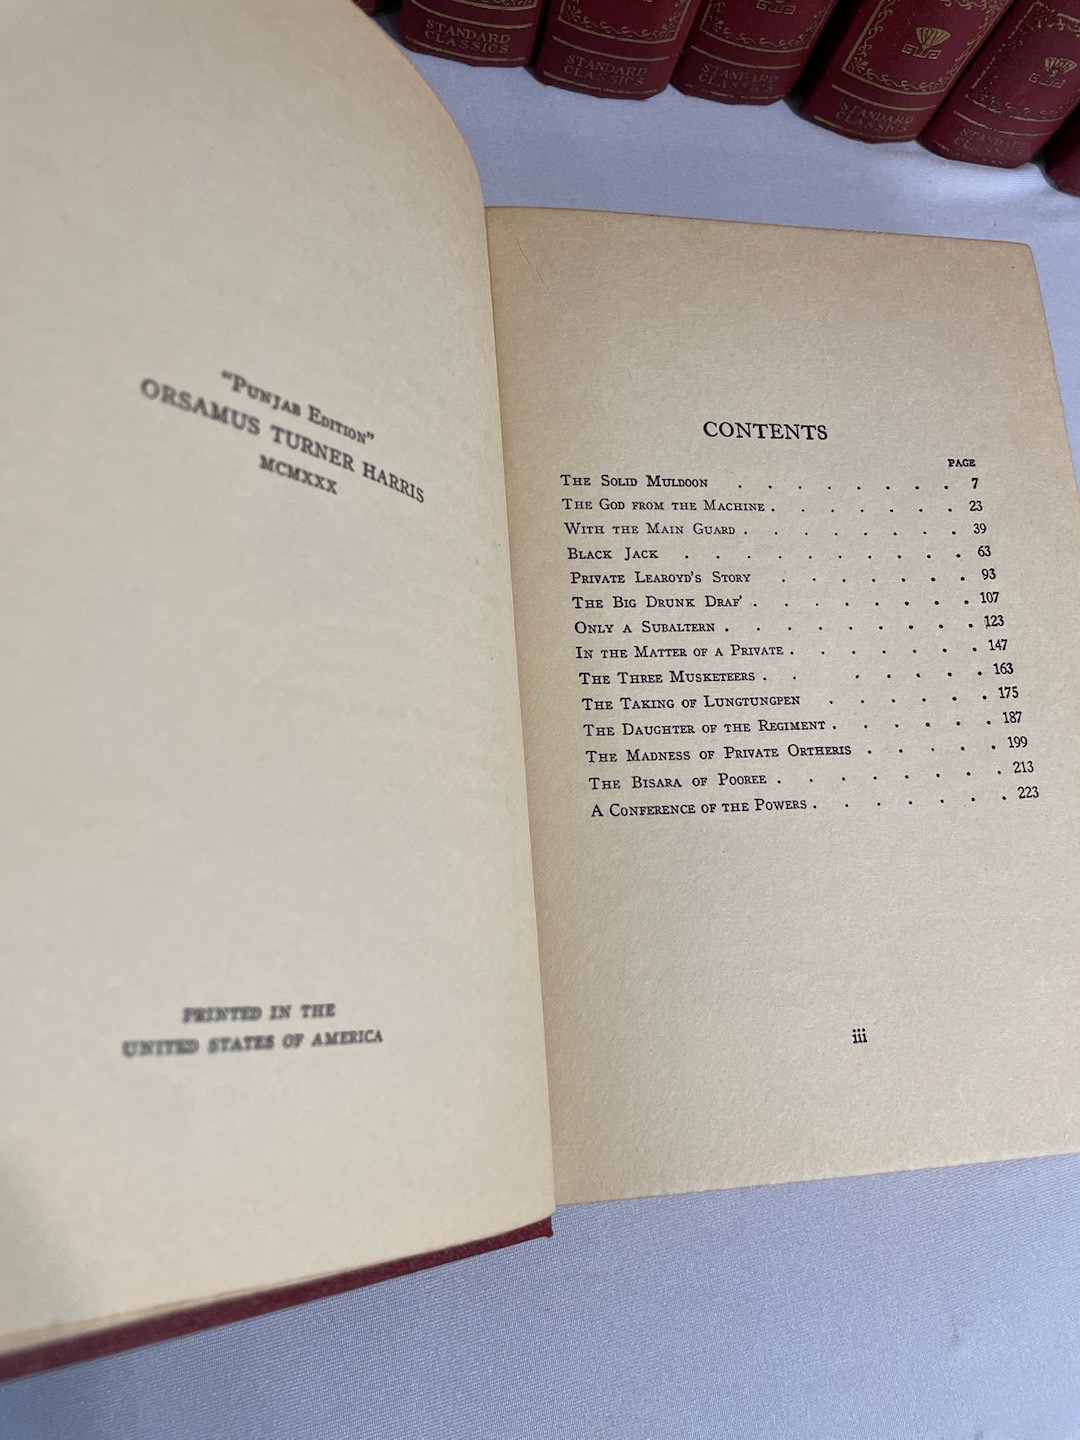 STANDARD
CLASSICS
STANDARD
CLASSICS
STANDARD
CLASSICS
STANDARD
CLASSICS
STANDARD
CLASSICS
"PUNJAB EDITION"
ORSAMUS TURNER HARRIS
MCMXXX
PRINTED IN THE
UNITED STATES OF AMERICA
CONTENTS
PAGE
THE SOLID MULDOON . . . . . . . . 7
THE GOD FROM THE MACHINE . . . . . . . 23
WITH THE MAIN GUARD . . . . . . . . 39
BLACK JACK . . . . . . . . . . 63
PRIVATE LEAROYD'S STORY . . . . . . . 93
THE BIG DRUNK DRAF' . . . . . . . . 107
ONLY A SUBALTERN . . . . . . . . . 123
IN THE MATTER OF A PRIVATE . . . . . . . 147
THE THREE MUSKETEERS . . . . . . . 163
THE TAKING OF LUNGTUNGPEN . . . . . . 175
THE DAUGHTER OF THE REGIMENT . . . . . . 187
THE MADNESS OF PRIVATE ORTHERIS . . . . . 199
THE BISARA OF POOREE . . . . . . . . 213
A CONFERENCE OF THE POWERS . . . . . . . 223
iii